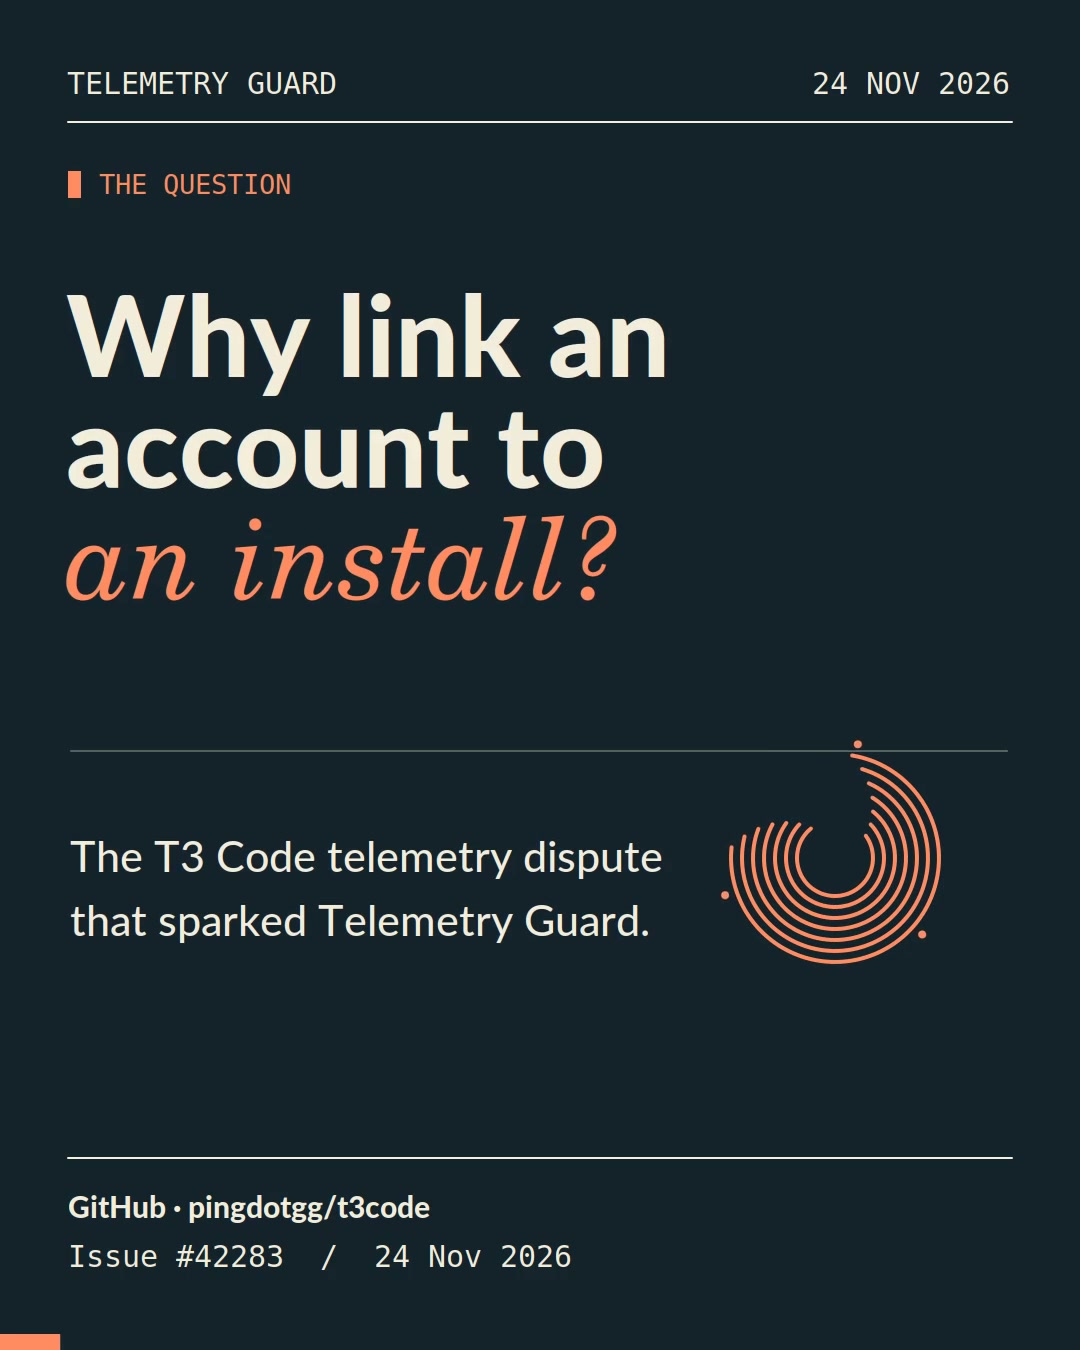 TELEMETRY GUARD
24 NOV 2026
THE QUESTION
Why link an
account to
an install?
The T3 Code telemetry dispute
that sparked Telemetry Guard.
GitHub · pingdotgg/t3code
Issue #42283 / 24 Nov 2026